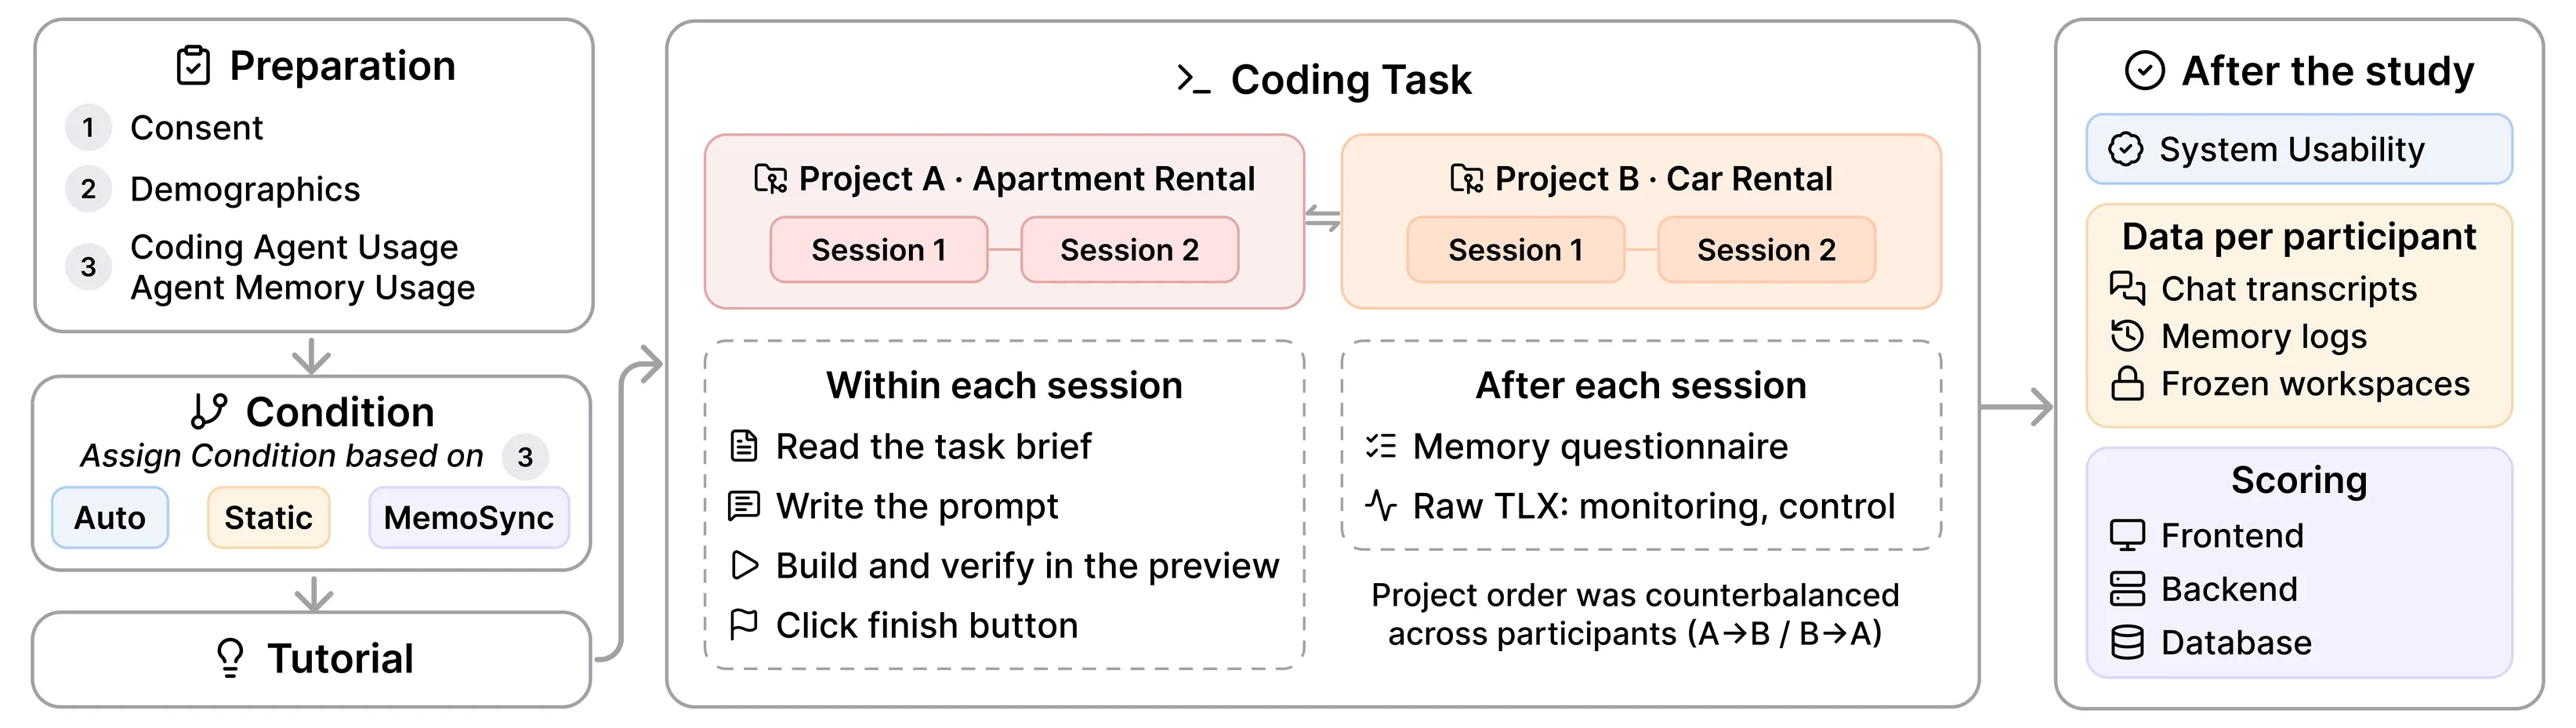 Preparation
1 Consent
2 Demographics
3 Coding Agent Usage
Agent Memory Usage
Condition
Assign Condition based on 3
Auto Static MemoSync
Tutorial
Coding Task
Project A · Apartment Rental
Session 1 Session 2
Project B · Car Rental
Session 1 Session 2
Within each session
Read the task brief
Write the prompt
Build and verify in the preview
Click finish button
After each session
Memory questionnaire
Raw TLX: monitoring, control
Project order was counterbalanced
across participants (A→B / B→A)
After the study
System Usability
Data per participant
Chat transcripts
Memory logs
Frozen workspaces
Scoring
Frontend
Backend
Database